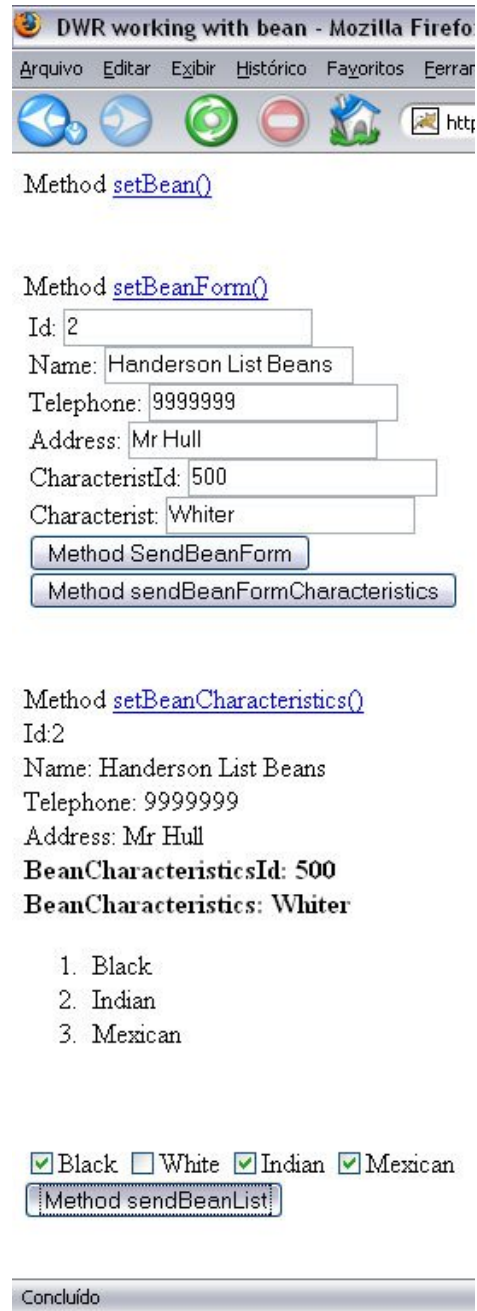 DWR working with bean - Mozilla Firefo
Arquivo Editar Exibir Histórico Favoritos Ferrar
http
Method setBean()
Method setBeanForm()
Id: 2
Name: Handerson List Beans
Telephone: 9999999
Address: Mr Hull
CharacteristId: 500
Characterist: Whiter
Method SendBeanForm
Method sendBeanFormCharacteristics
Method setBeanCharacteristics()
Id:2
Name: Handerson List Beans
Telephone: 9999999
Address: Mr Hull
BeanCharacteristicsId: 500
BeanCharacteristics: Whiter
1. Black
2. Indian
3. Mexican
Black White Indian Mexican
Method sendBeanList
Concluído